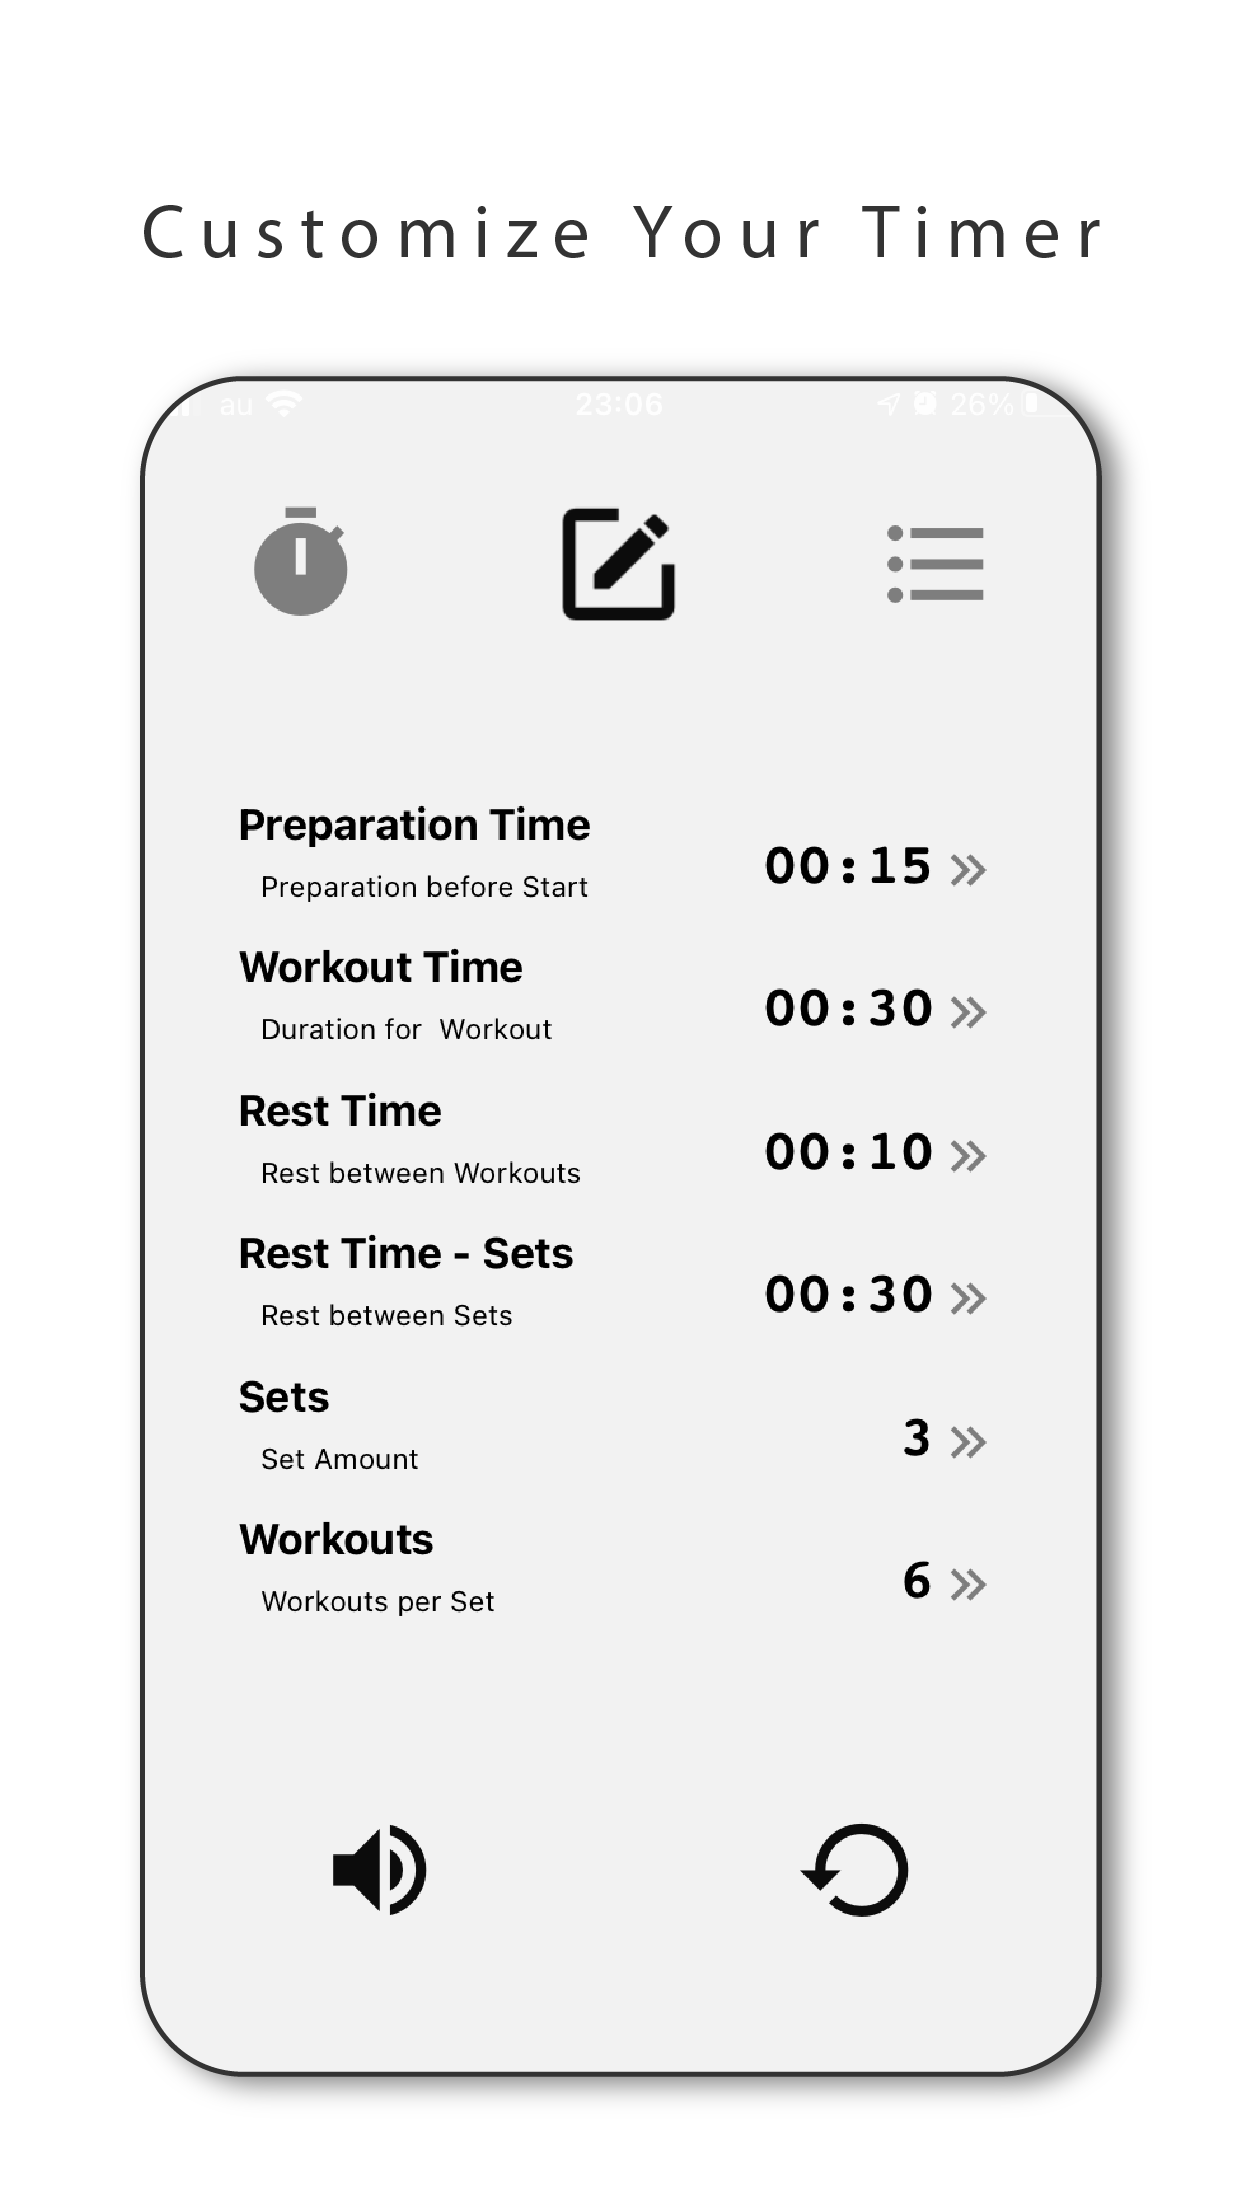 Customize Your Timer
au 23:06 26%
Preparation Time
00:15
Preparation before Start
Workout Time
00:30
Duration for  Workout
Rest Time
00:10
Rest between Workouts
Rest Time - Sets
00:30
Rest between Sets
Sets
3
Set Amount
Workouts
6
Workouts per Set